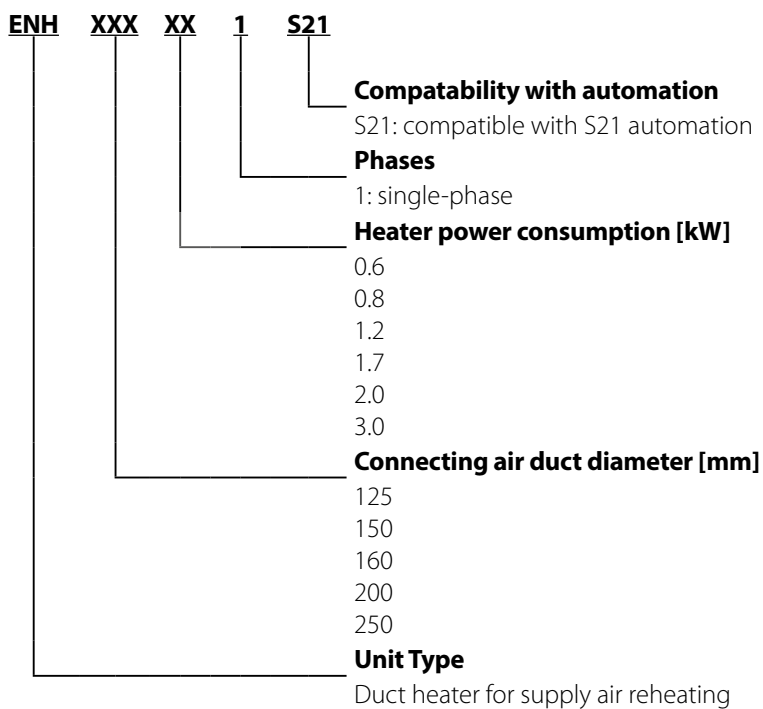 ENH XXX XX 1 S21
Compatability with automation
S21: compatible with S21 automation
Phases
1: single-phase
Heater power consumption [kW]
0.6
0.8
1.2
1.7
2.0
3.0
Connecting air duct diameter [mm]
125
150
160
200
250
Unit Type
Duct heater for supply air reheating